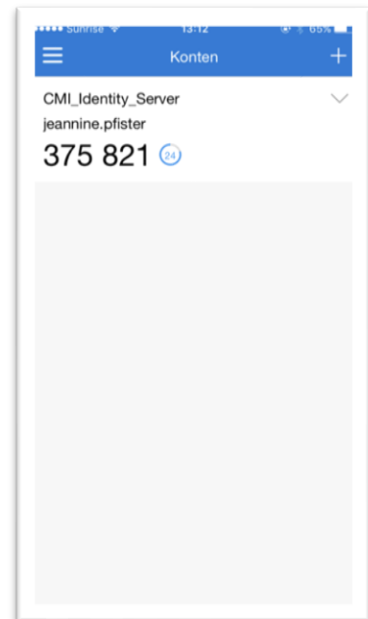 Sunrise 13:12 65%
Konten
CMI_Identity_Server
jeannine.pfister
375 821 24